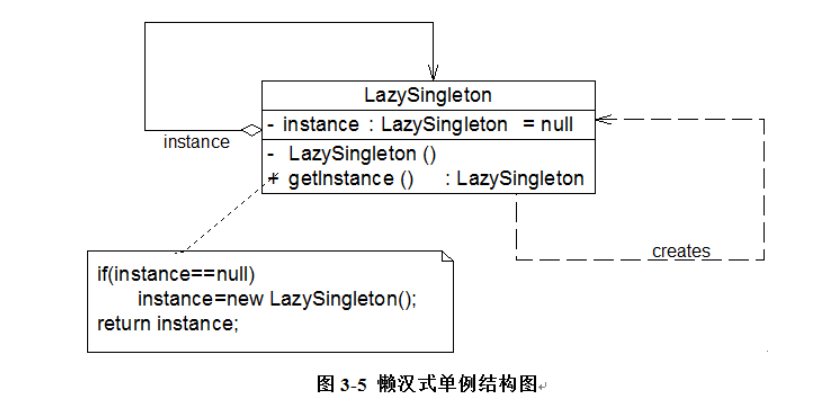 LazySingleton
- instance : LazySingleton = null
instance
- LazySingleton ()
+ getInstance () : LazySingleton
creates
if(instance==null)
instance=new LazySingleton();
return instance;
图 3-5 懒汉式单例结构图